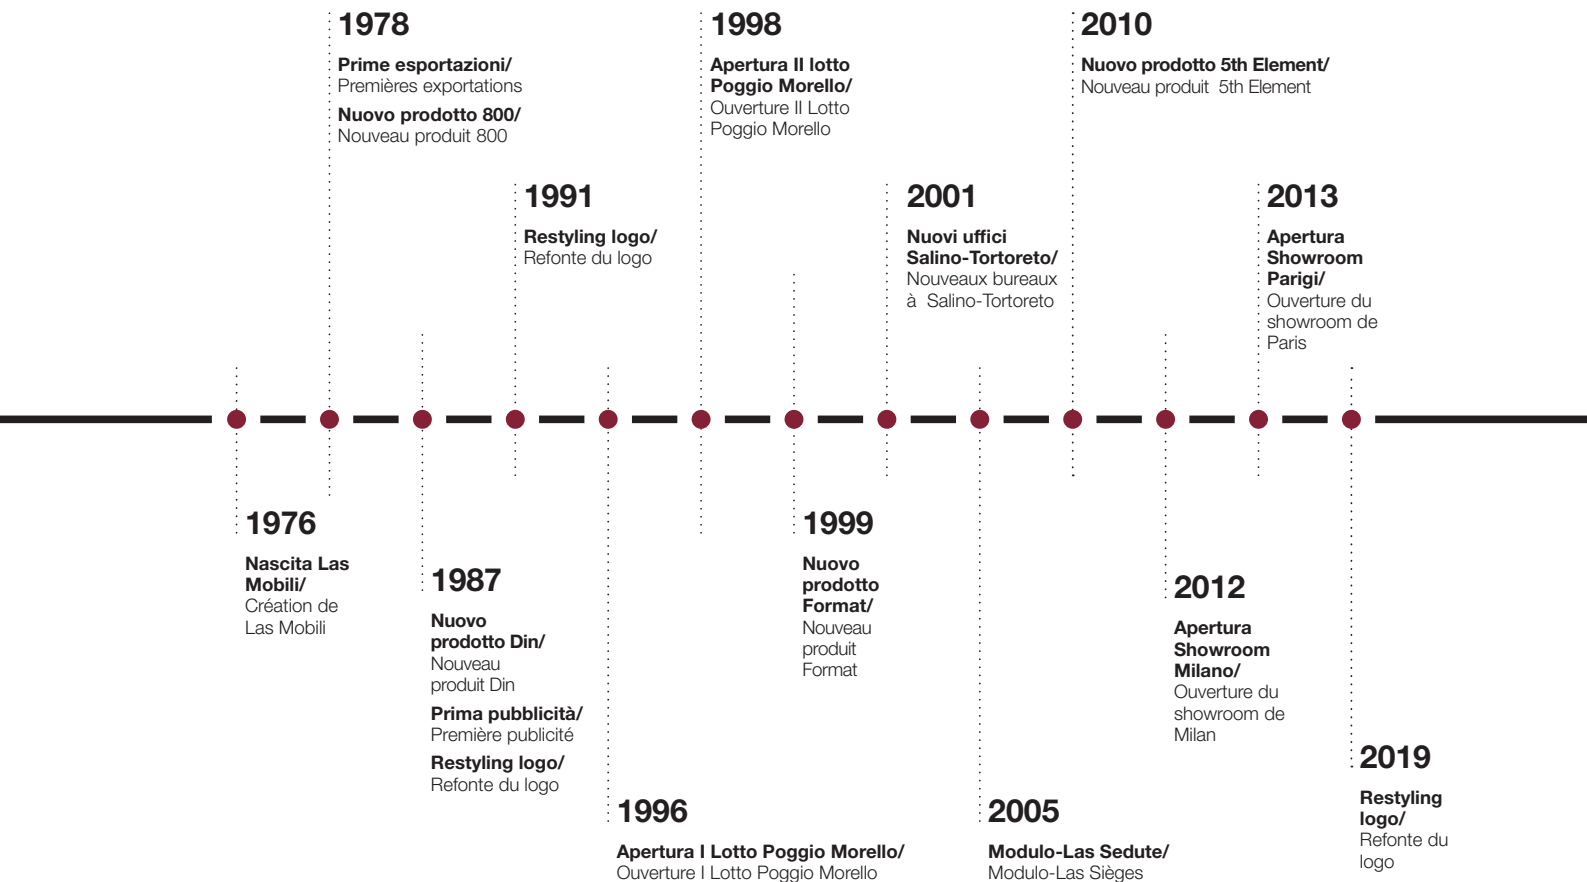 1978
Prime esportazioni/
Premières exportations
Nuovo prodotto 800/
Nouveau produit 800
1998
Apertura II lotto
Poggio Morello/
Ouverture II Lotto
Poggio Morello
2010
Nuovo prodotto 5th Element/
Nouveau produit  5th Element
1991
Restyling logo/
Refonte du logo
2001
Nuovi uffici
Salino-Tortoreto/
Nouveaux bureaux
à  Salino-Tortoreto
2013
Apertura
Showroom
Parigi/
Ouverture du
showroom de
Paris
1976
Nascita Las
Mobili/
Création de
Las Mobili
1987
Nuovo
prodotto Din/
Nouveau
produit Din
Prima pubblicità/
Première publicité
Restyling logo/
Refonte du logo
1996
Apertura I Lotto Poggio Morello/
Ouverture I Lotto Poggio Morello
1999
Nuovo
prodotto
Format/
Nouveau
produit
Format
2005
Modulo-Las Sedute/
Modulo-Las Sièges
2012
Apertura
Showroom
Milano/
Ouverture du
showroom de
Milan
2019
Restyling
logo/
Refonte du
logo